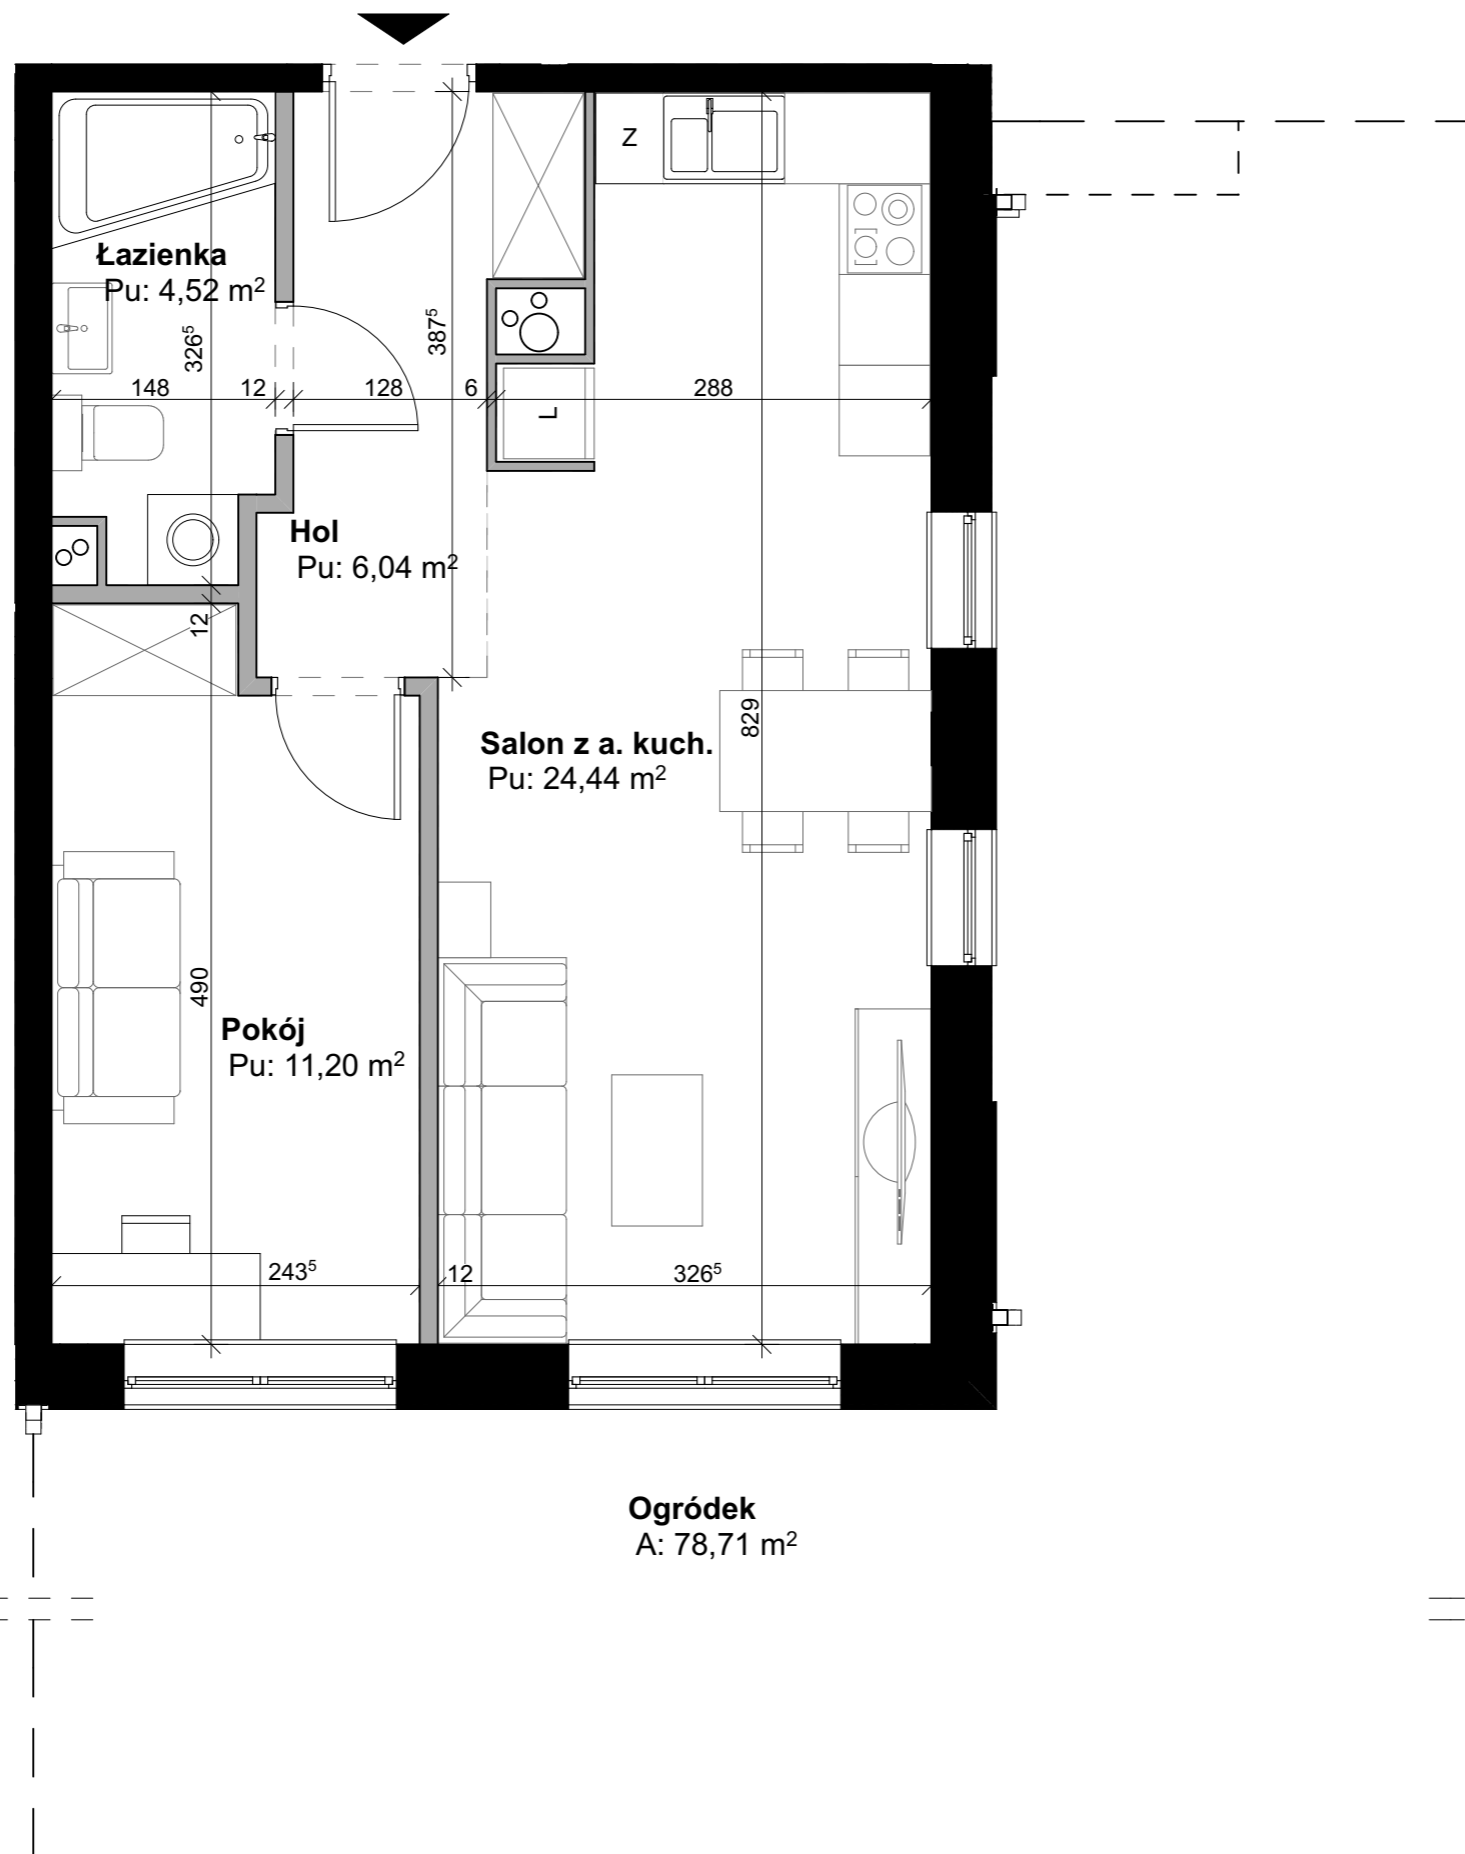 Z
Łazienka
Pu: 4,52 m²
326⁵
387⁵
148
12
128
6
288
L
Hol
Pu: 6,04 m²
12
Salon z a. kuch.
Pu: 24,44 m²
829
490
Pokój
Pu: 11,20 m²
243⁵
12
326⁵
Ogródek
A: 78,71 m²